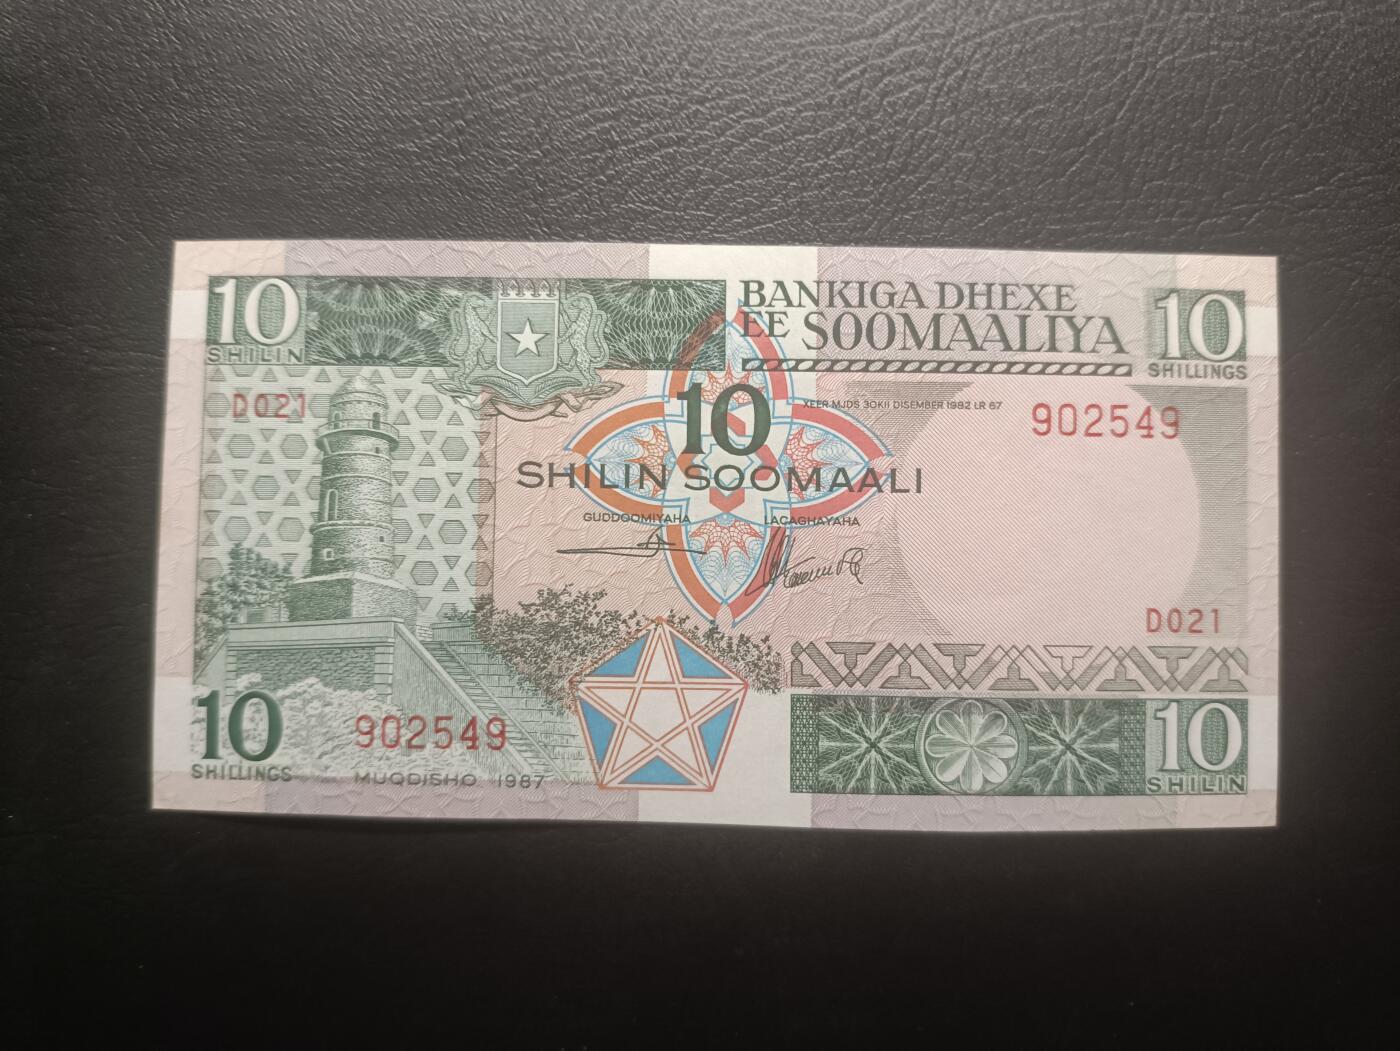 10
SHILIN
BANKIGA DHEXE
EE SOOMAALIYA
10
SHILLINGS
D021
10
XEER MJDS 30KII DISEMBER 1982 LR 67
902549
SHILIN SOOMAALI
GUDDOOMIYAHA
LACAGHAYAHA
D021
10
SHILLINGS
902549
MUQDISHO 1987
10
SHILIN